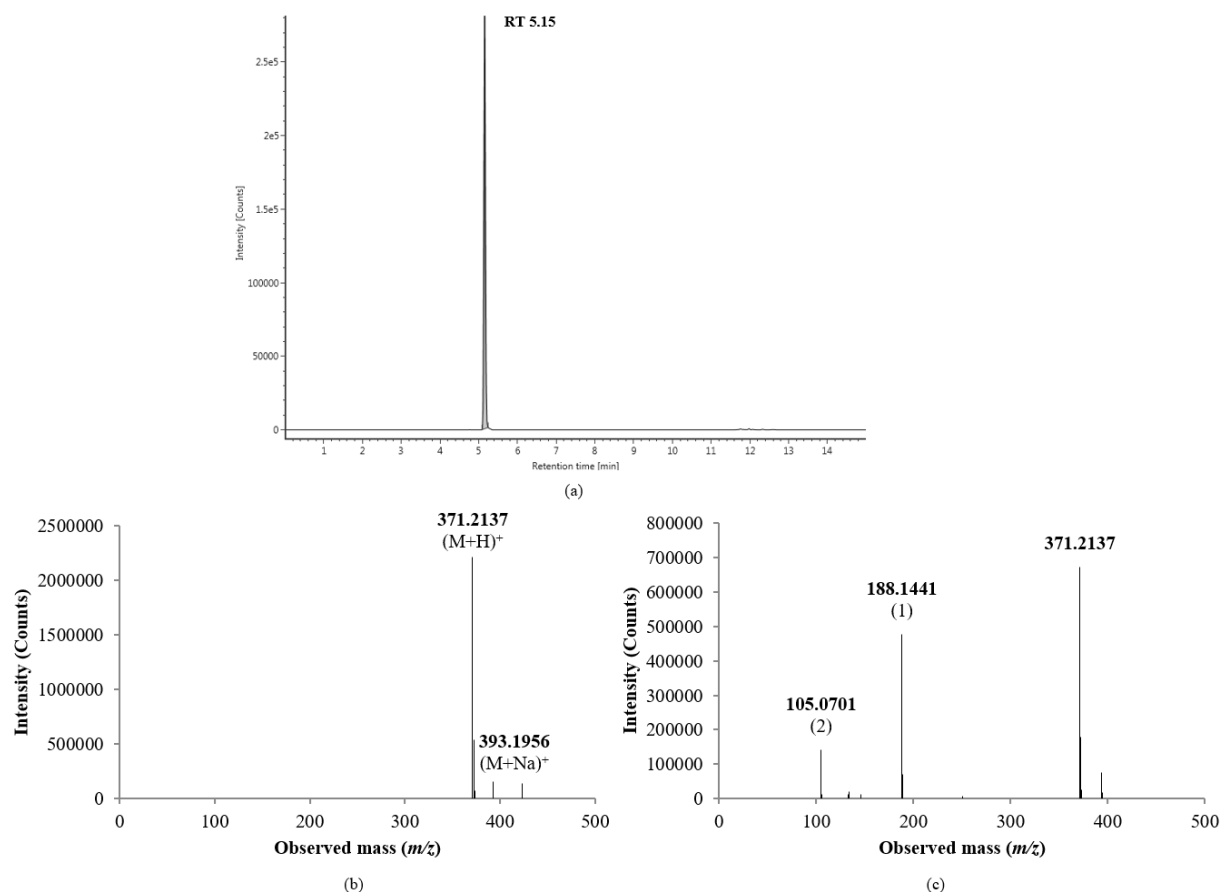 RT 5.15
2.5e5
2e5
1.5e5
100000
50000
0
Intensity [Counts]
1 2 3 4 5 6 7 8 9 10 11 12 13 14
Retention time [min]
(a)
2500000
2000000
1500000
1000000
500000
0
Intensity (Counts)
371.2137
(M+H)+
393.1956
(M+Na)+
0 100 200 300 400 500
Observed mass (m/z)
(b)
800000
700000
600000
500000
400000
300000
200000
100000
0
Intensity (Counts)
371.2137
188.1441
(1)
105.0701
(2)
0 100 200 300 400 500
Observed mass (m/z)
(c)